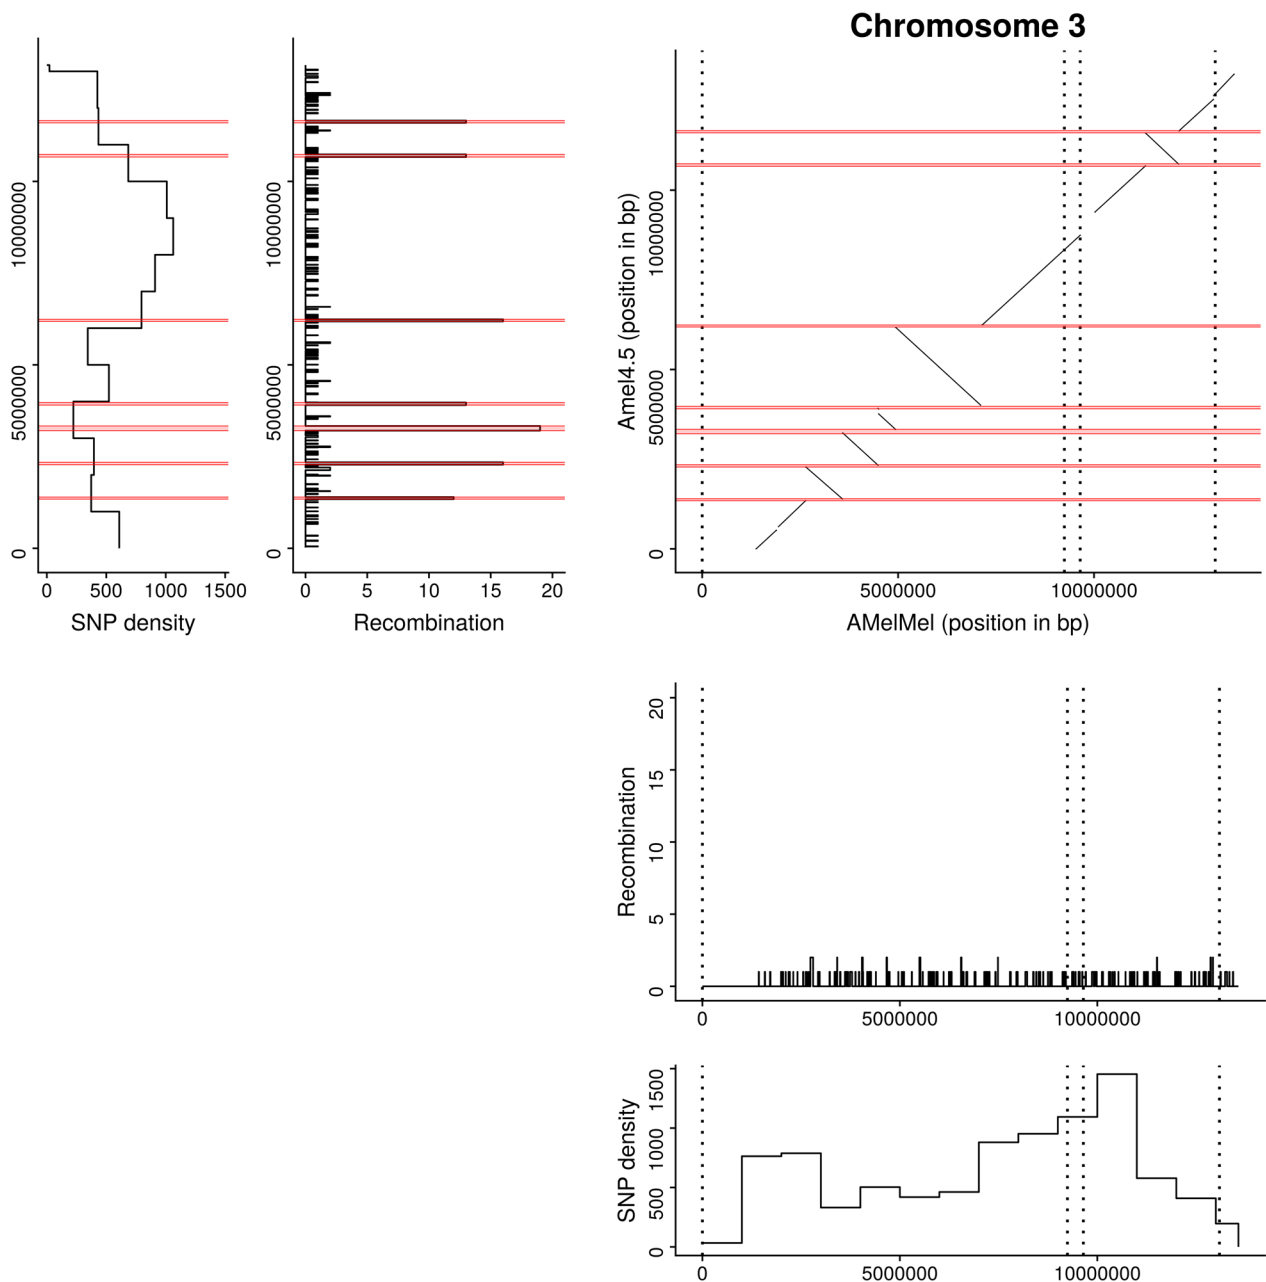 Chromosome 3
0
5000000
10000000
0 500 1000 1500
SNP density
0
5000000
10000000
0 5 10 15 20
Recombination
Amel4.5 (position in bp)
0
5000000
10000000
0 5000000 10000000
AMelMel (position in bp)
Recombination
0
5
10
15
20
0 5000000 10000000
SNP density
0
500
1000
1500
0 5000000 10000000